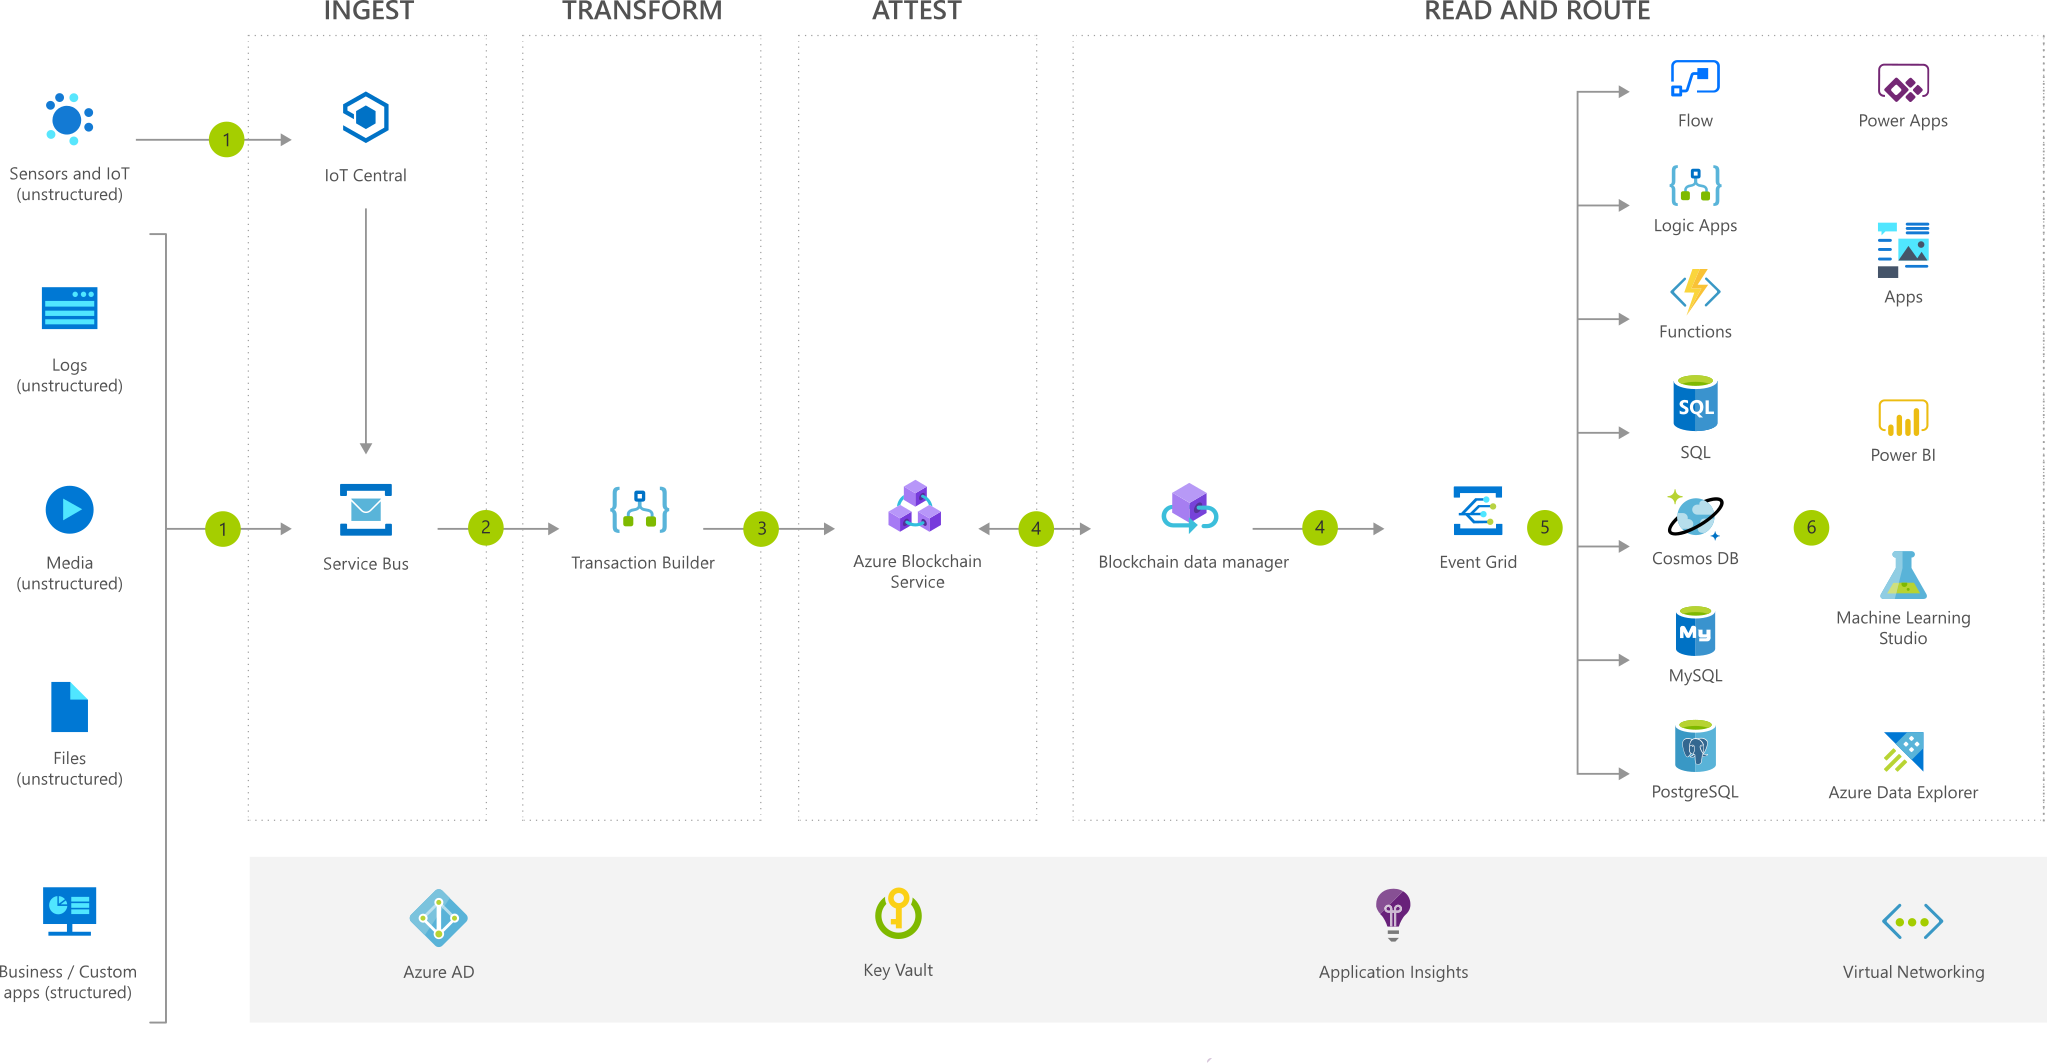 INGEST
TRANSFORM
ATTEST
READ AND ROUTE
Sensors and IoT
(unstructured)
1
IoT Central
Logs
(unstructured)
Media
(unstructured)
Files
(unstructured)
Business / Custom
apps (structured)
1
Service Bus
2
Transaction Builder
3
Azure Blockchain
Service
4
Blockchain data manager
4
Event Grid
5
Flow
Logic Apps
Functions
SQL
SQL
Cosmos DB
My
MySQL
PostgreSQL
6
Power Apps
Apps
Power BI
Machine Learning
Studio
Azure Data Explorer
Azure AD
Key Vault
Application Insights
Virtual Networking